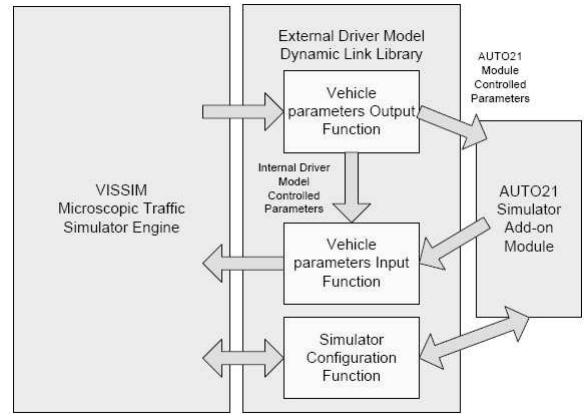 External Driver Model
Dynamic Link Library
AUTO21
Module
Controlled
Parameters
Vehicle
parameters Output
Function
Internal Driver
Model
Controlled
Parameters
VISSIM
Microscopic Traffic
Simulator Engine
AUTO21
Simulator
Add-on
Module
Vehicle
parameters Input
Function
Simulator
Configuration
Function